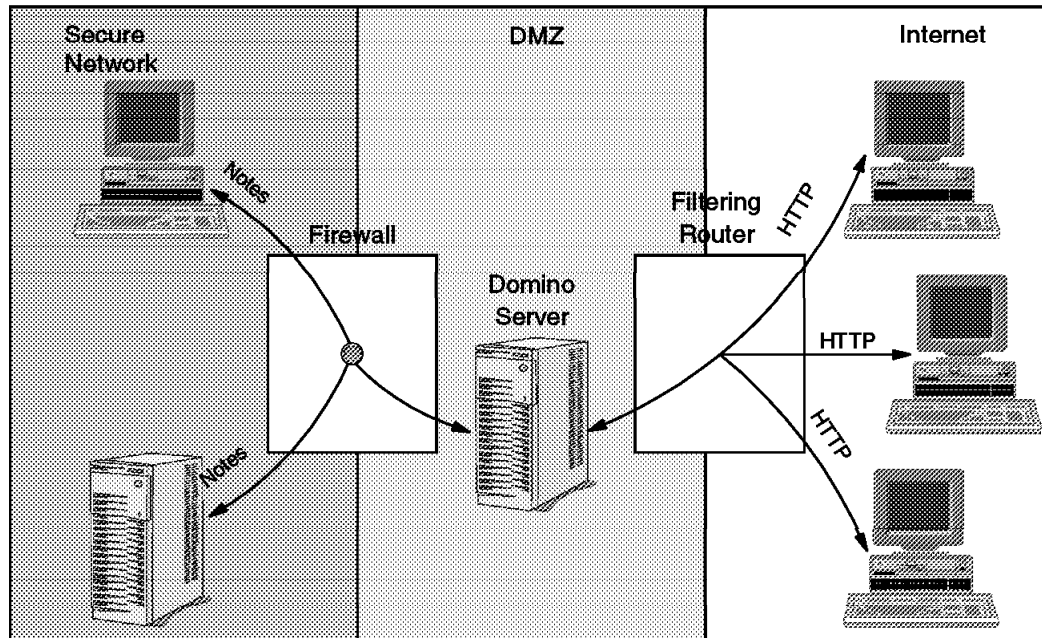 Secure
Network
DMZ
Internet
Notes
HTTP
Firewall
Filtering
Router
Domino
Server
HTTP
HTTP
Notes